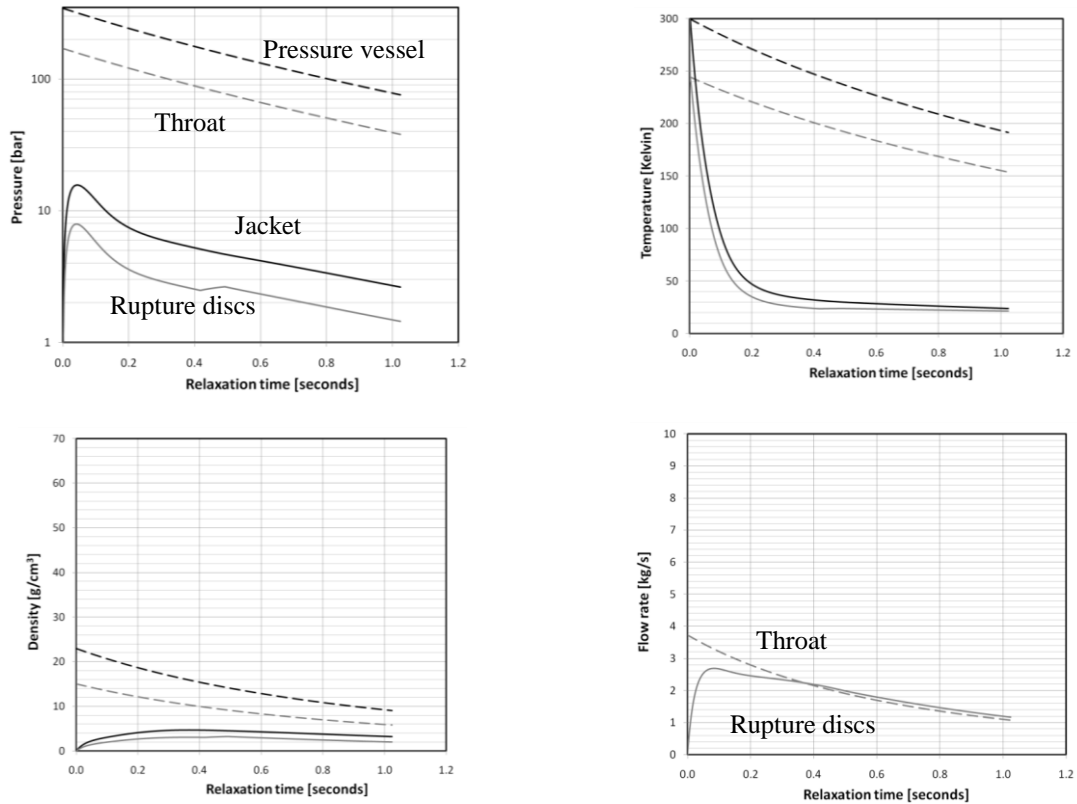 Pressure [bar]
100
10
1
Pressure vessel
Throat
Jacket
Rupture discs
0.0 0.2 0.4 0.6 0.8 1.0 1.2
Relaxation time [seconds]
Temperature [Kelvin]
300
250
200
150
100
50
0
0.0 0.2 0.4 0.6 0.8 1.0 1.2
Relaxation time [seconds]
Density [g/cm³]
70
60
50
40
30
20
10
0
0.0 0.2 0.4 0.6 0.8 1.0 1.2
Relaxation time [seconds]
Flow rate [kg/s]
10
9
8
7
6
5
4
3
2
1
0
Throat
Rupture discs
0.0 0.2 0.4 0.6 0.8 1.0 1.2
Relaxation time [seconds]